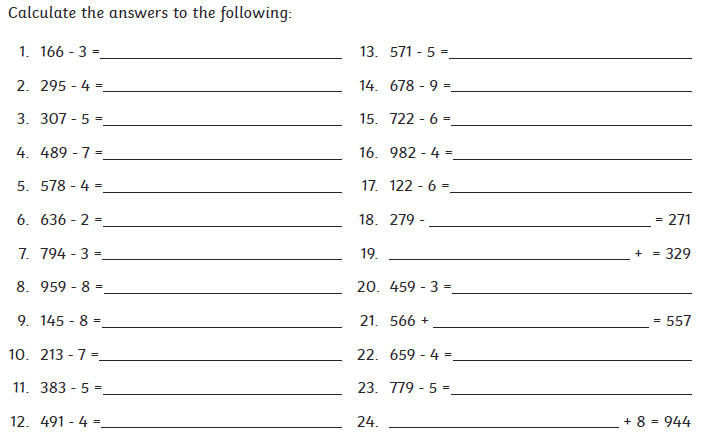 Calculate the answers to the following:
1. 166 - 3 =
2. 295 - 4 =
3. 307 - 5 =
4. 489 - 7 =
5. 578 - 4 =
6. 636 - 2 =
7. 794 - 3 =
8. 959 - 8 =
9. 145 - 8 =
10. 213 - 7 =
11. 383 - 5 =
12. 491 - 4 =
13. 571 - 5 =
14. 678 - 9 =
15. 722 - 6 =
16. 982 - 4 =
17. 122 - 6 =
18. 279 - ____ = 271
19. ____ + = 329
20. 459 - 3 =
21. 566 + ____ = 557
22. 659 - 4 =
23. 779 - 5 =
24. ____ + 8 = 944